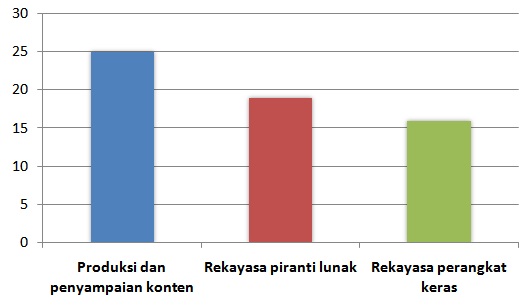 30
25
20
15
10
5
0
Produksi dan
penyampaian konten
Rekayasa piranti lunak
Rekayasa perangkat
keras